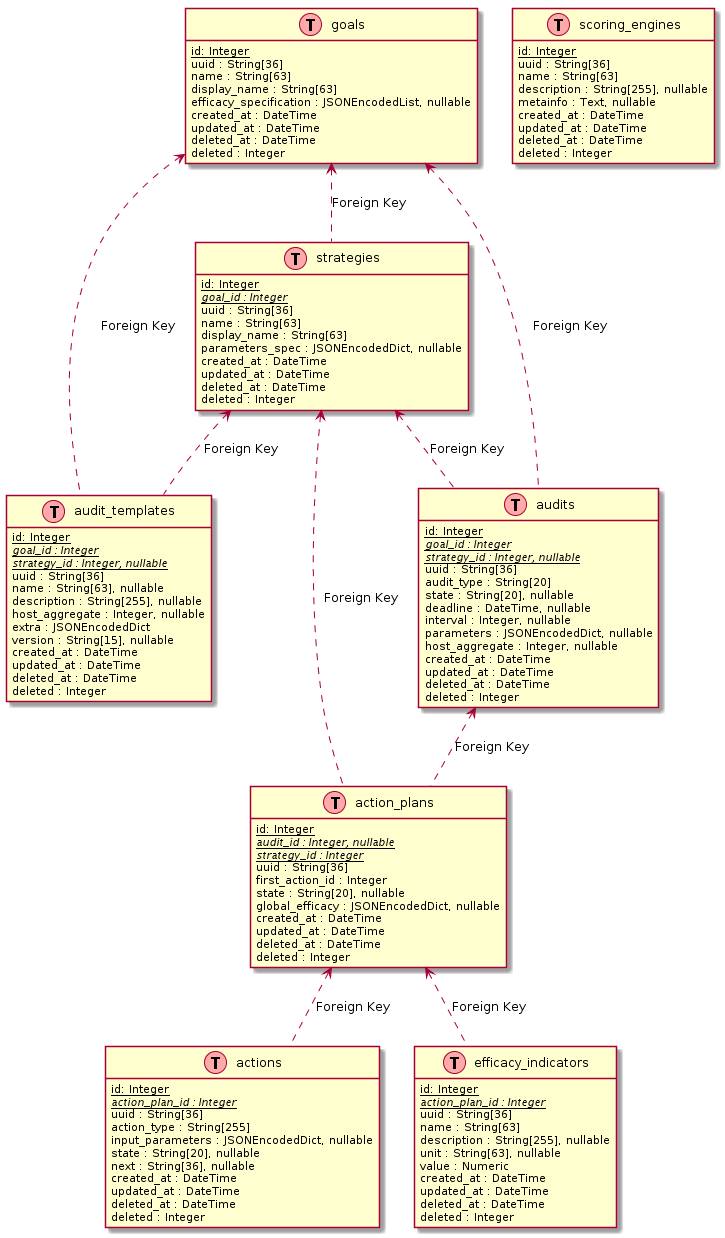 T goals
id: Integer
uuid : String[36]
name : String[63]
display_name : String[63]
efficacy_specification : JSONEncodedList, nullable
created_at : DateTime
updated_at : DateTime
deleted_at : DateTime
deleted : Integer
T scoring_engines
id: Integer
uuid : String[36]
name : String[63]
description : String[255], nullable
metainfo : Text, nullable
created_at : DateTime
updated_at : DateTime
deleted_at : DateTime
deleted : Integer
Foreign Key
T strategies
id: Integer
goal_id : Integer
uuid : String[36]
name : String[63]
display_name : String[63]
parameters_spec : JSONEncodedDict, nullable
created_at : DateTime
updated_at : DateTime
deleted_at : DateTime
deleted : Integer
Foreign Key
Foreign Key
Foreign Key
Foreign Key
T audit_templates
id: Integer
goal_id : Integer
strategy_id : Integer, nullable
uuid : String[36]
name : String[63], nullable
description : String[255], nullable
host_aggregate : Integer, nullable
extra : JSONEncodedDict
version : String[15], nullable
created_at : DateTime
updated_at : DateTime
deleted_at : DateTime
deleted : Integer
Foreign Key
T audits
id: Integer
goal_id : Integer
strategy_id : Integer, nullable
uuid : String[36]
audit_type : String[20]
state : String[20], nullable
deadline : DateTime, nullable
interval : Integer, nullable
parameters : JSONEncodedDict, nullable
host_aggregate : Integer, nullable
created_at : DateTime
updated_at : DateTime
deleted_at : DateTime
deleted : Integer
Foreign Key
T action_plans
id: Integer
audit_id : Integer, nullable
strategy_id : Integer
uuid : String[36]
first_action_id : Integer
state : String[20], nullable
global_efficacy : JSONEncodedDict, nullable
created_at : DateTime
updated_at : DateTime
deleted_at : DateTime
deleted : Integer
Foreign Key
Foreign Key
T actions
id: Integer
action_plan_id : Integer
uuid : String[36]
action_type : String[255]
input_parameters : JSONEncodedDict, nullable
state : String[20], nullable
next : String[36], nullable
created_at : DateTime
updated_at : DateTime
deleted_at : DateTime
deleted : Integer
T efficacy_indicators
id: Integer
action_plan_id : Integer
uuid : String[36]
name : String[63]
description : String[255], nullable
unit : String[63], nullable
value : Numeric
created_at : DateTime
updated_at : DateTime
deleted_at : DateTime
deleted : Integer